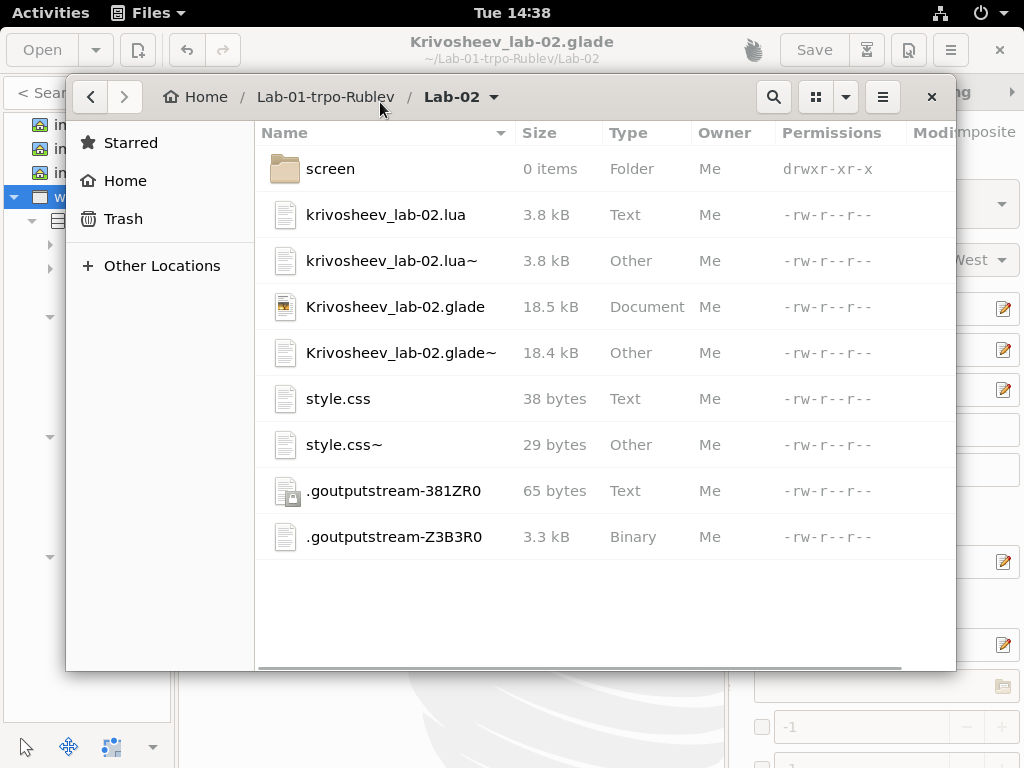 Activities Files Tue 14:38
Open Krivosheev_lab-02.glade Save
~/Lab-01-trpo-Rublev/Lab-02
< Sear
Home / Lab-01-trpo-Rublev / Lab-02
Starred
Home
Trash
+ Other Locations
Name Size Type Owner Permissions Modi
screen 0 items Folder Me drwxr-xr-x
krivosheev_lab-02.lua 3.8 kB Text Me -rw-r--r--
krivosheev_lab-02.lua~ 3.8 kB Other Me -rw-r--r--
Krivosheev_lab-02.glade 18.5 kB Document Me -rw-r--r--
Krivosheev_lab-02.glade~ 18.4 kB Other Me -rw-r--r--
style.css 38 bytes Text Me -rw-r--r--
style.css~ 29 bytes Other Me -rw-r--r--
.goutputstream-381ZR0 65 bytes Text Me -rw-r--r--
.goutputstream-Z3B3R0 3.3 kB Binary Me -rw-r--r--
in
in
in
w
ng
mposite
West
-1